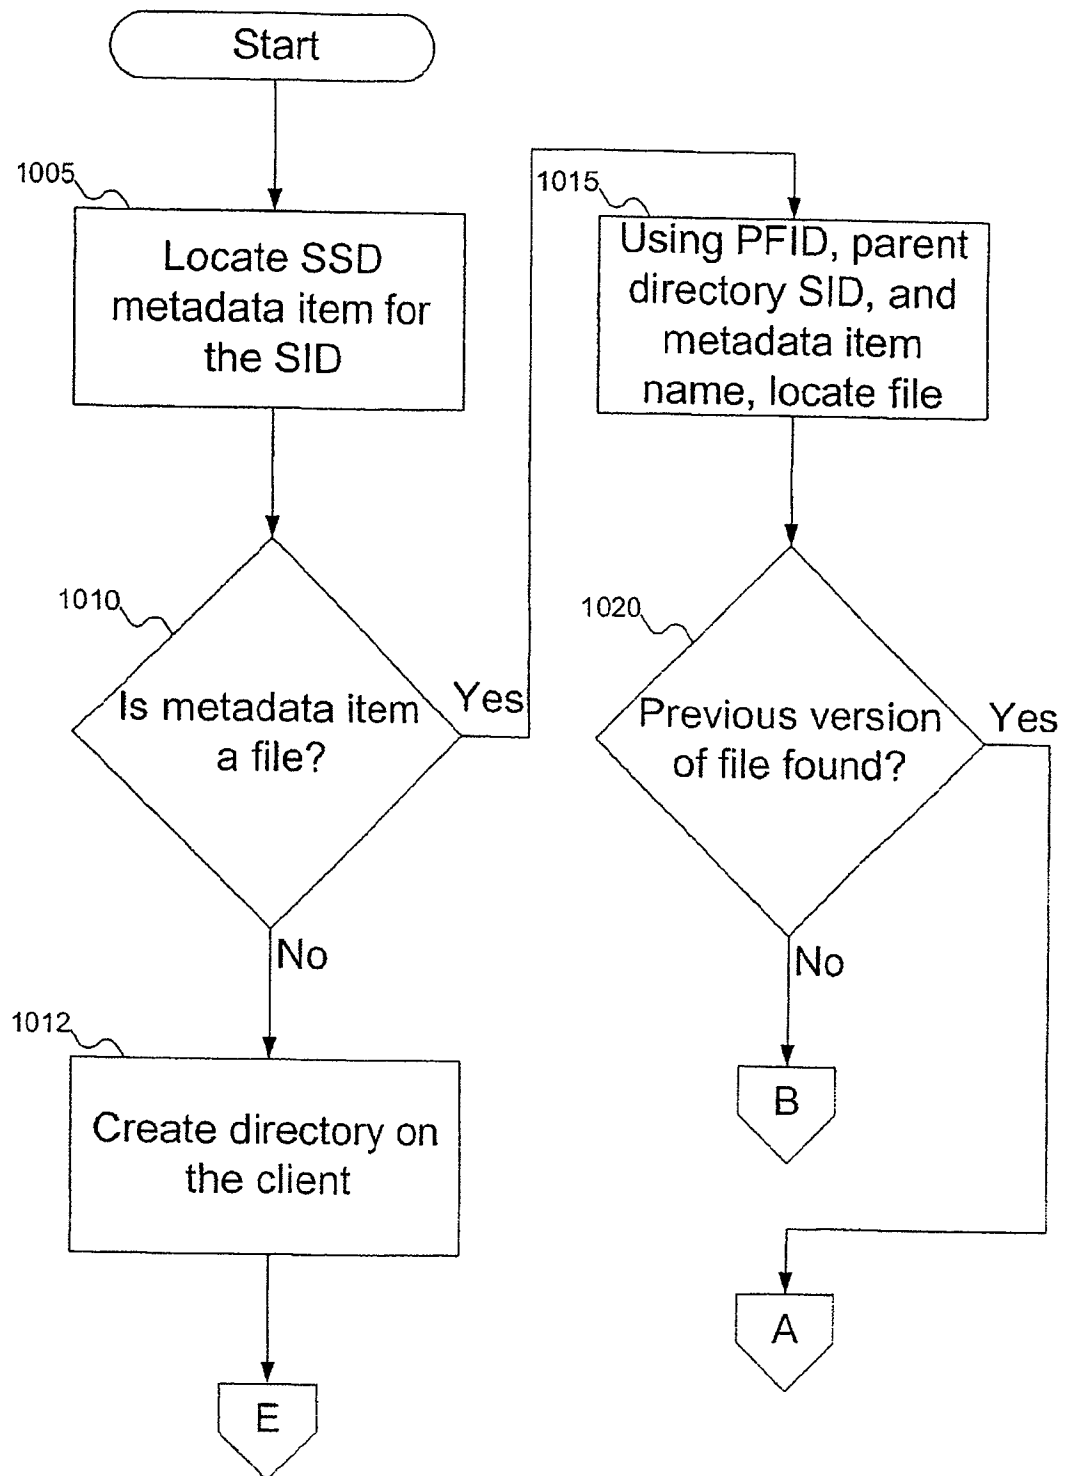 Start
1005
Locate SSD
metadata item for
the SID
1010
Is metadata item
a file?
Yes
No
1012
Create directory on
the client
E
1015
Using PFID, parent
directory SID, and
metadata item
name, locate file
1020
Previous version
of file found?
Yes
No
B
A